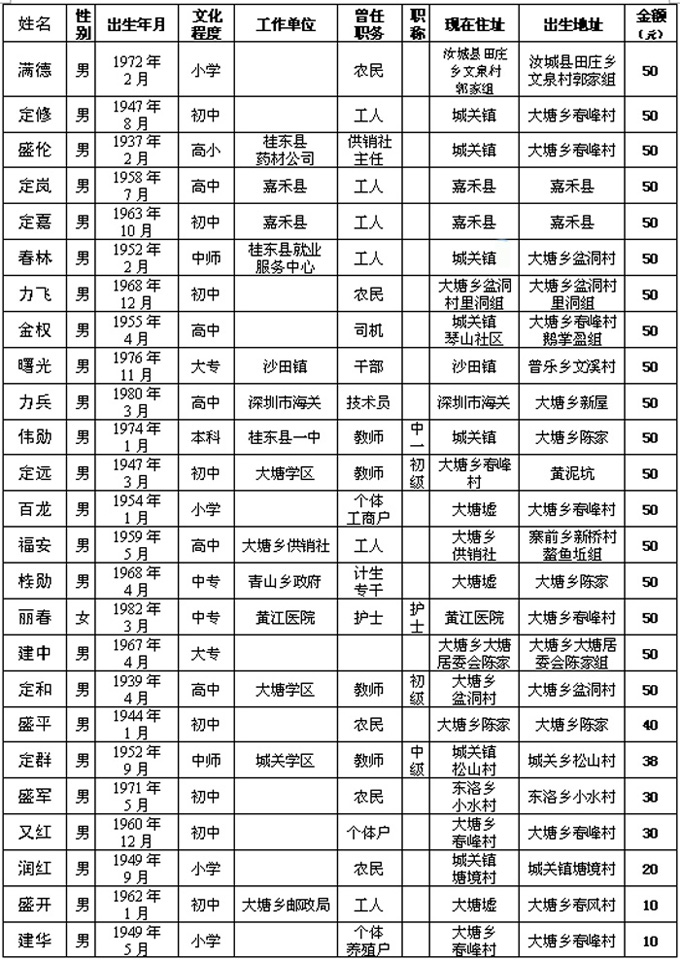 姓名 性别 出生年月 文化程度 工作单位 曾任职务 职称 现在住址 出生地址 金额(元)
满德 男 1972年2月 小学 农民 汝城县田庄乡文泉村郭家组 汝城县田庄乡文泉村郭家组 50
定修 男 1947年8月 初中 工人 城关镇 大塘乡春峰村 50
盛伦 男 1937年2月 高小 桂东县药材公司 供销社主任 城关镇 大塘乡春峰村 50
定岚 男 1958年7月 高中 嘉禾县 工人 嘉禾县 嘉禾县 50
定嘉 男 1963年10月 初中 嘉禾县 工人 嘉禾县 嘉禾县 50
春林 男 1952年2月 中师 桂东县就业服务中心 工人 城关镇 大塘乡盆洞村 50
力飞 男 1968年12月 初中 农民 大塘乡盆洞村里洞组 大塘乡盆洞村里洞组 50
金权 男 1955年4月 高中 司机 城关镇琴山社区 大塘乡春峰村鹅掌盈组 50
曙光 男 1976年11月 大专 沙田镇 干部 沙田镇 普乐乡文溪村 50
力兵 男 1980年3月 高中 深圳市海关 技术员 深圳市海关 大塘乡新屋 50
伟勋 男 1974年1月 本科 桂东县一中 教师 中一 城关镇 大塘乡陈家 50
定远 男 1947年3月 初中 大塘学区 教师 初级 大塘乡春峰村 黄泥坑 50
百龙 男 1954年1月 小学 个体工商户 大塘墟 大塘乡春峰村 50
福安 男 1959年5月 高中 大塘乡供销社 工人 大塘乡供销社 寨前乡新桥村鳌鱼坵组 50
桂勋 男 1968年4月 中专 青山乡政府 计生专干 大塘墟 大塘乡陈家 50
丽春 女 1982年3月 中专 黄江医院 护士 护士 黄江医院 大塘乡春峰村 50
建中 男 1967年4月 大专 大塘乡大塘居委会陈家 大塘乡大塘居委会陈家组 50
定和 男 1939年4月 高中 大塘学区 教师 初级 大塘乡盆洞村 大塘乡盆洞村 50
盛平 男 1944年1月 初中 农民 大塘乡陈家 大塘乡陈家 40
定群 男 1952年9月 中师 城关学区 教师 中级 城关镇松山村 城关乡松山村 38
盛军 男 1971年5月 初中 农民 东洛乡小水村 东洛乡小水村 30
又红 男 1960年12月 初中 个体户 大塘乡春峰村 大塘乡春峰村 30
润红 男 1949年9月 小学 农民 城关镇塘境村 城关镇塘境村 20
盛开 男 1962年1月 初中 大塘乡邮政局 工人 大塘墟 大塘乡春风村 10
建华 男 1949年5月 小学 个体养殖户 大塘乡春峰村 大塘乡春峰村 10